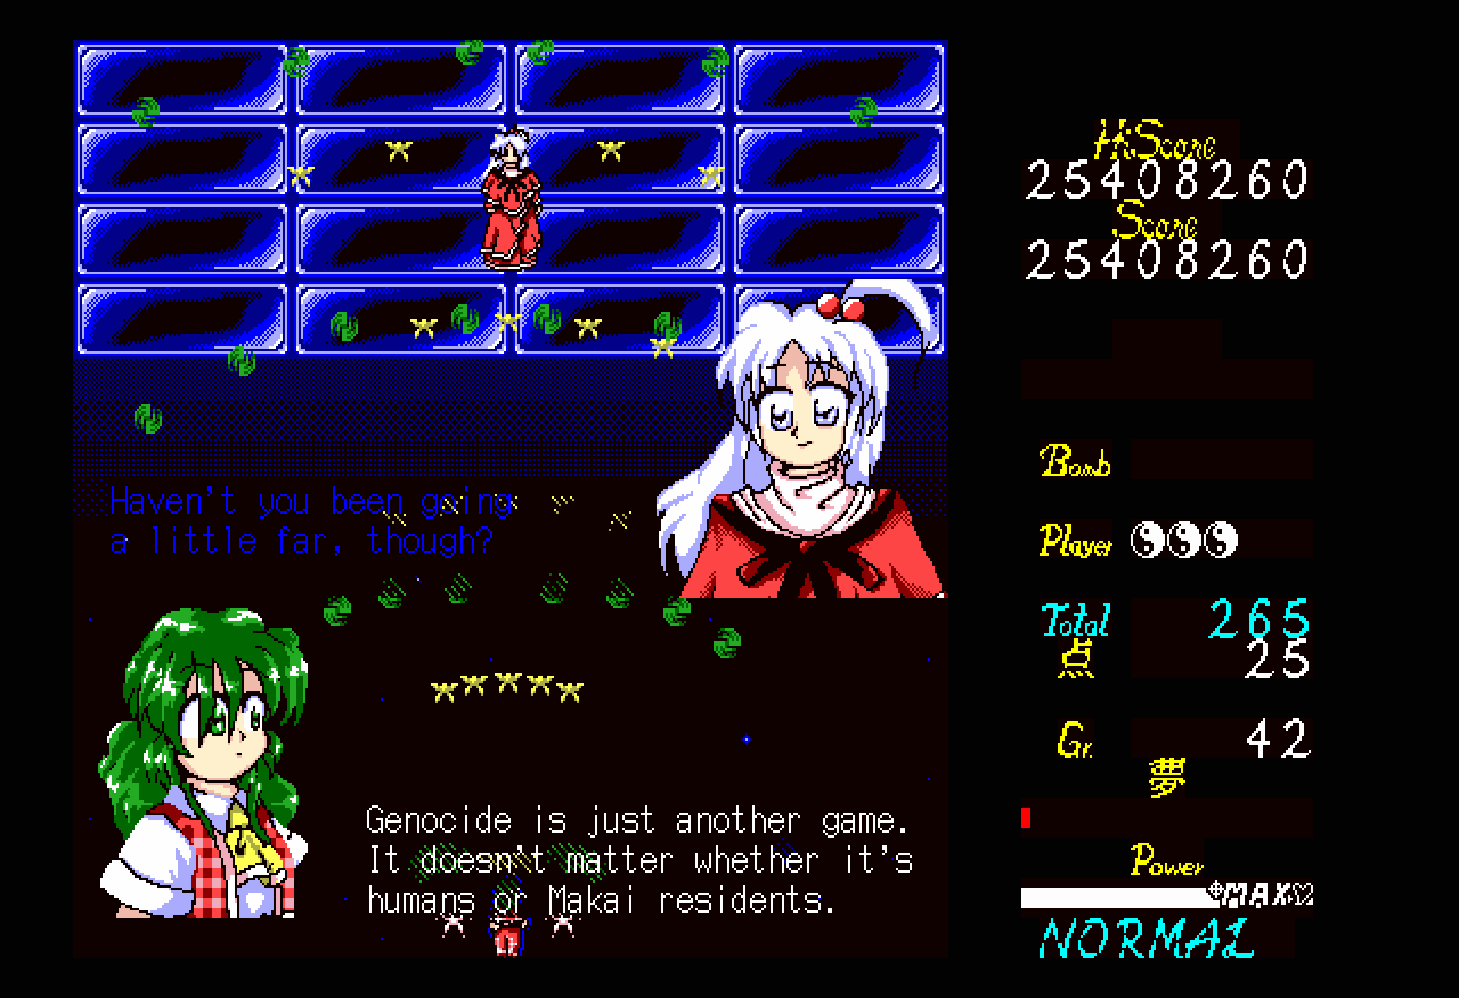 HiScore
25408260
Score
25408260
Haven't you been going
a little far, though?
Genocide is just another game.
It doesn't matter whether it's
humans or Makai residents.
Bomb
Player
Total 265
点 25
Gr. 42
夢
Power
MAX
NORMAL